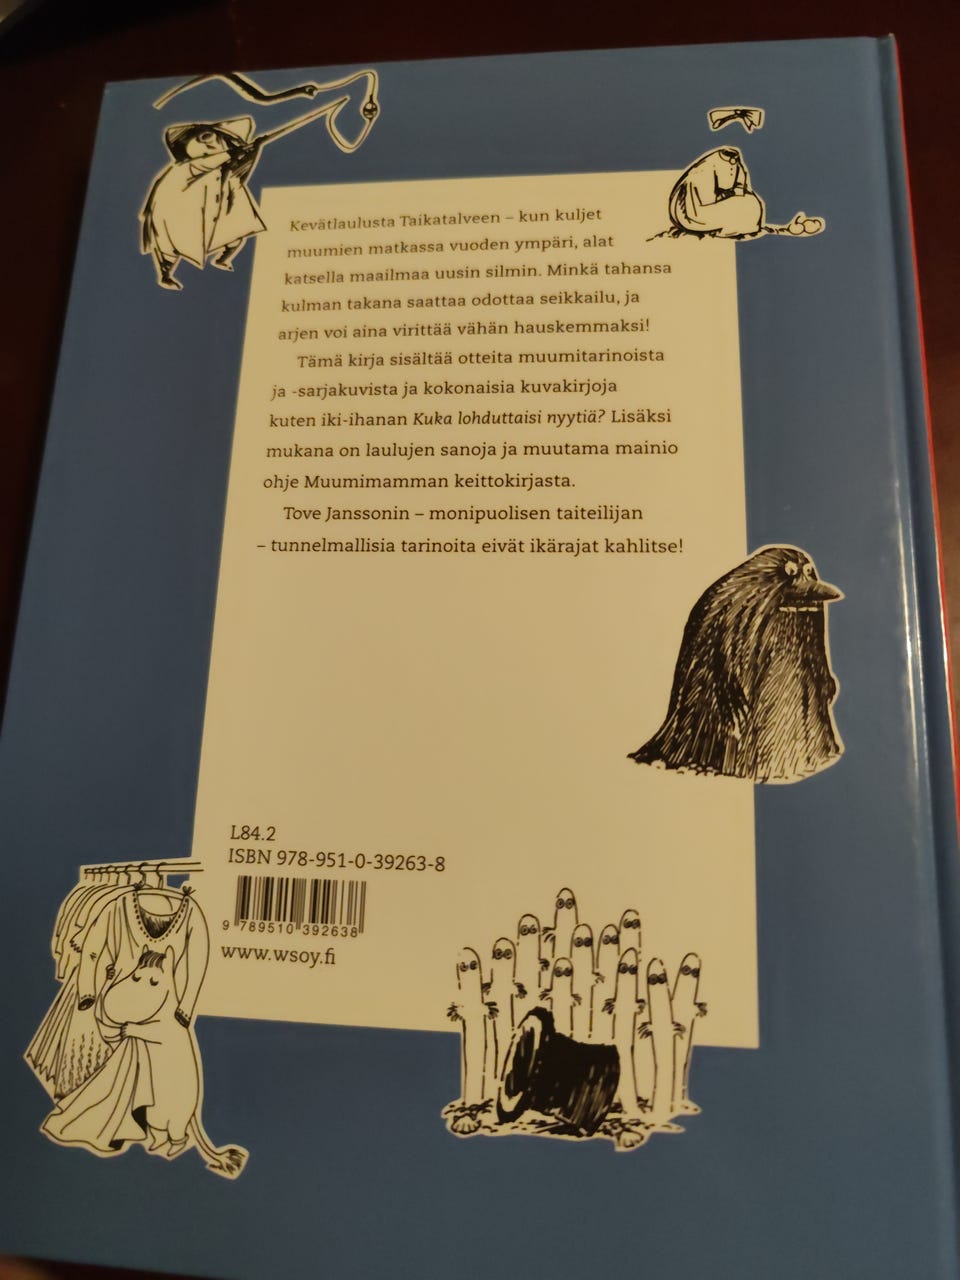 Kevätlaulusta Taikatalveen – kun kuljet
muumien matkassa vuoden ympäri, alat
katsella maailmaa uusin silmin. Minkä tahansa
kulman takana saattaa odottaa seikkailu, ja
arjen voi aina virittää vähän hauskemmaksi!
Tämä kirja sisältää otteita muumitarinoista
ja -sarjakuvista ja kokonaisia kuvakirjoja
kuten iki-ihanan Kuka lohduttaisi nyytiä? Lisäksi
mukana on laulujen sanoja ja muutama mainio
ohje Muumimamman keittokirjasta.
Tove Janssonin – monipuolisen taiteilijan
– tunnelmallisia tarinoita eivät ikärajat kahlitse!
L84.2
ISBN 978-951-0-39263-8
9 789510 392638
www.wsoy.fi